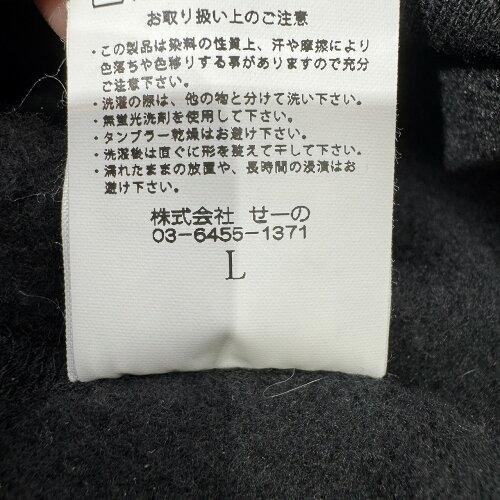 お取り扱い上のご注意
・この製品は染料の性質上、汗や摩擦により
色落ちや色移りする事がありますので充分
ご注意下さい。
・洗濯の際は、他の物と分けて洗い下さい。
・無蛍光洗剤を使用して下さい。
・タンブラー乾燥はお避け下さい。
・洗濯後は直ぐに形を整えて干して下さい。
・濡れたままの放置や、長時間の浸漬はお
避け下さい。
株式会社 せーの
03-6455-1371
L